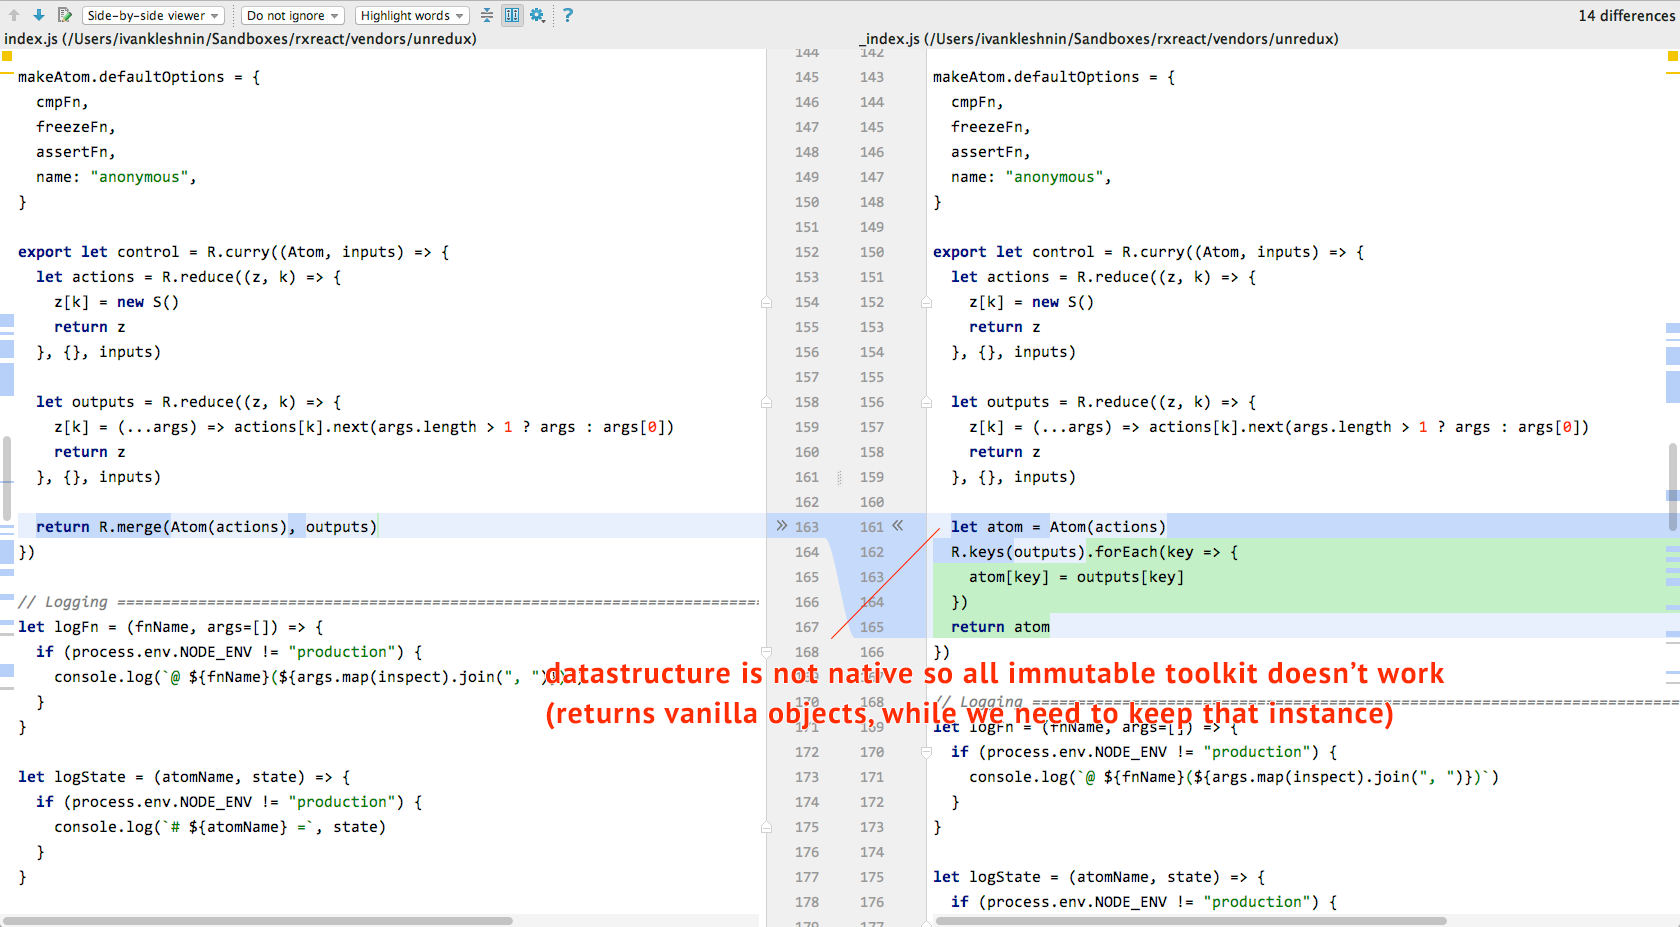 Side-by-side viewer
Do not ignore
Highlight words
?
14 differences
index.js (/Users/ivankleshnin/Sandboxes/rxreact/vendors/unredux)
_index.js (/Users/ivankleshnin/Sandboxes/rxreact/vendors/unredux)
144 142
makeAtom.defaultOptions = { 145 143 makeAtom.defaultOptions = {
cmpFn, 146 144 cmpFn,
freezeFn, 147 145 freezeFn,
assertFn, 148 146 assertFn,
name: "anonymous", 149 147 name: "anonymous",
} 150 148 }
151 149
export let control = R.curry((Atom, inputs) => { 152 150 export let control = R.curry((Atom, inputs) => {
let actions = R.reduce((z, k) => { 153 151 let actions = R.reduce((z, k) => {
z[k] = new S() 154 152 z[k] = new S()
return z 155 153 return z
}, {}, inputs) 156 154 }, {}, inputs)
157 155
let outputs = R.reduce((z, k) => { 158 156 let outputs = R.reduce((z, k) => {
z[k] = (...args) => actions[k].next(args.length > 1 ? args : args[0]) 159 157 z[k] = (...args) => actions[k].next(args.length > 1 ? args : args[0])
return z 160 158 return z
}, {}, inputs) 161 159 }, {}, inputs)
162 160
return R.merge(Atom(actions), outputs) » 163 161 « let atom = Atom(actions)
}) 164 162 R.keys(outputs).forEach(key => {
165 163 atom[key] = outputs[key]
// Logging ======================================================================= 166 164 })
let logFn = (fnName, args=[]) => { 167 165 return atom
if (process.env.NODE_ENV != "production") { 168 166 })
console.log(`@ ${fnName}(${args.map(inspect).join(", ")
datastructure is not native so all immutable toolkit doesn't work
} 170 168 // Logging ===================================================================================
(returns vanilla objects, while we need to keep that instance)
} 171 169 let logFn = (fnName, args=[]) => {
172 170 if (process.env.NODE_ENV != "production") {
let logState = (atomName, state) => { 173 171 console.log(`@ ${fnName}(${args.map(inspect).join(", ")})`)
if (process.env.NODE_ENV != "production") { 174 172 }
console.log(`# ${atomName} =`, state) 175 173 }
} 176 174
} 177 175 let logState = (atomName, state) => {
178 176 if (process.env.NODE_ENV != "production") {
179 177